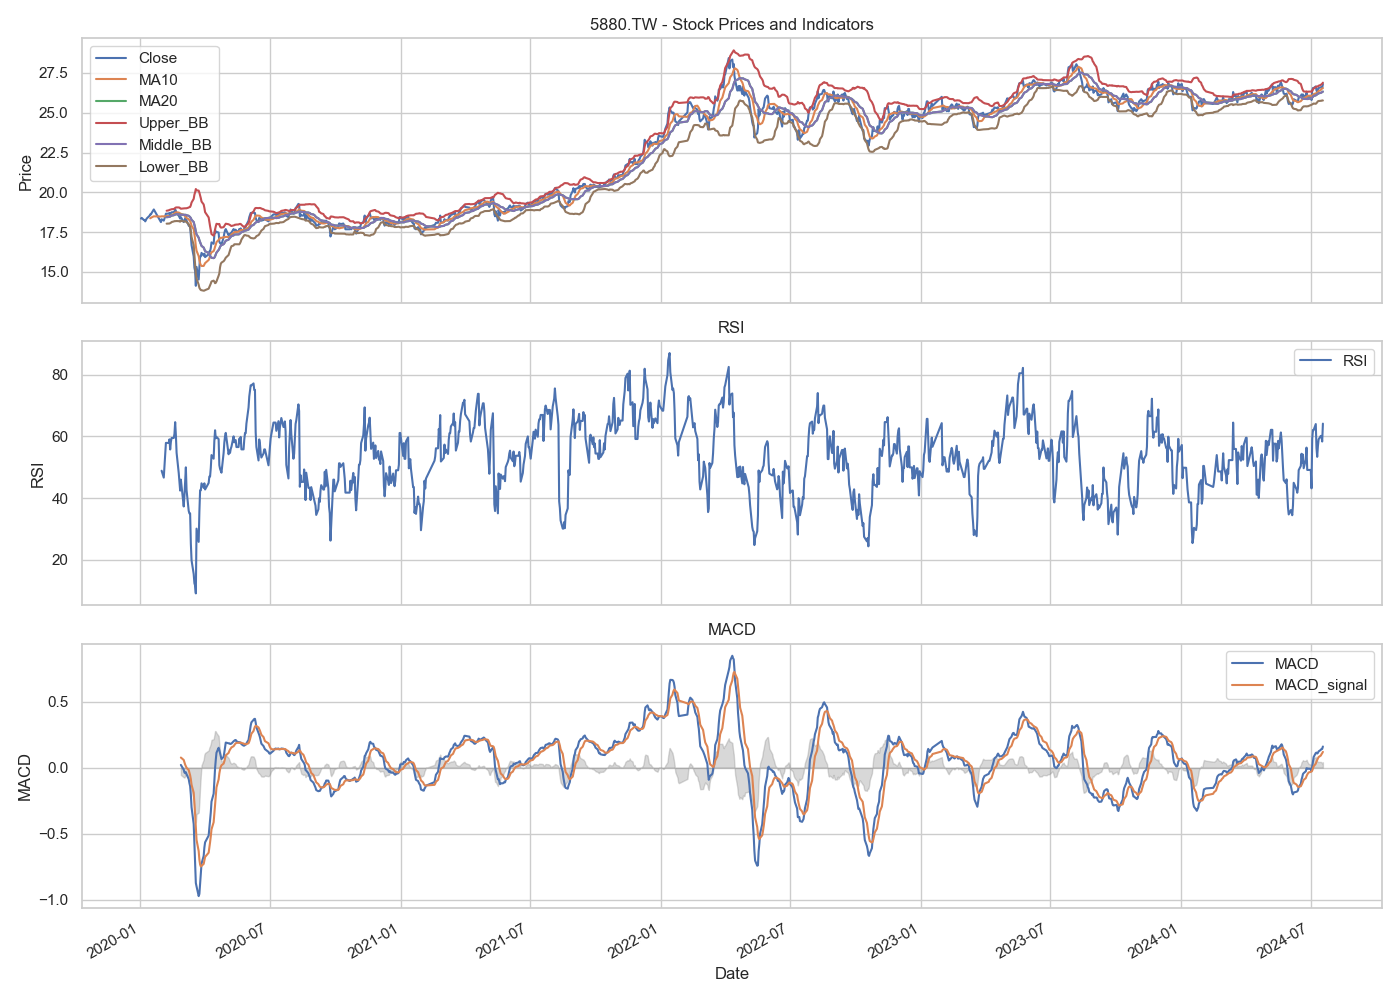 5880.TW - Stock Prices and Indicators
Close
MA10
MA20
Upper_BB
Middle_BB
Lower_BB
Price
27.5
25.0
22.5
20.0
17.5
15.0
RSI
RSI
RSI
80
60
40
20
MACD
MACD
MACD_signal
MACD
0.5
0.0
−0.5
−1.0
2020-01
2020-07
2021-01
2021-07
2022-01
2022-07
2023-01
2023-07
2024-01
2024-07
Date